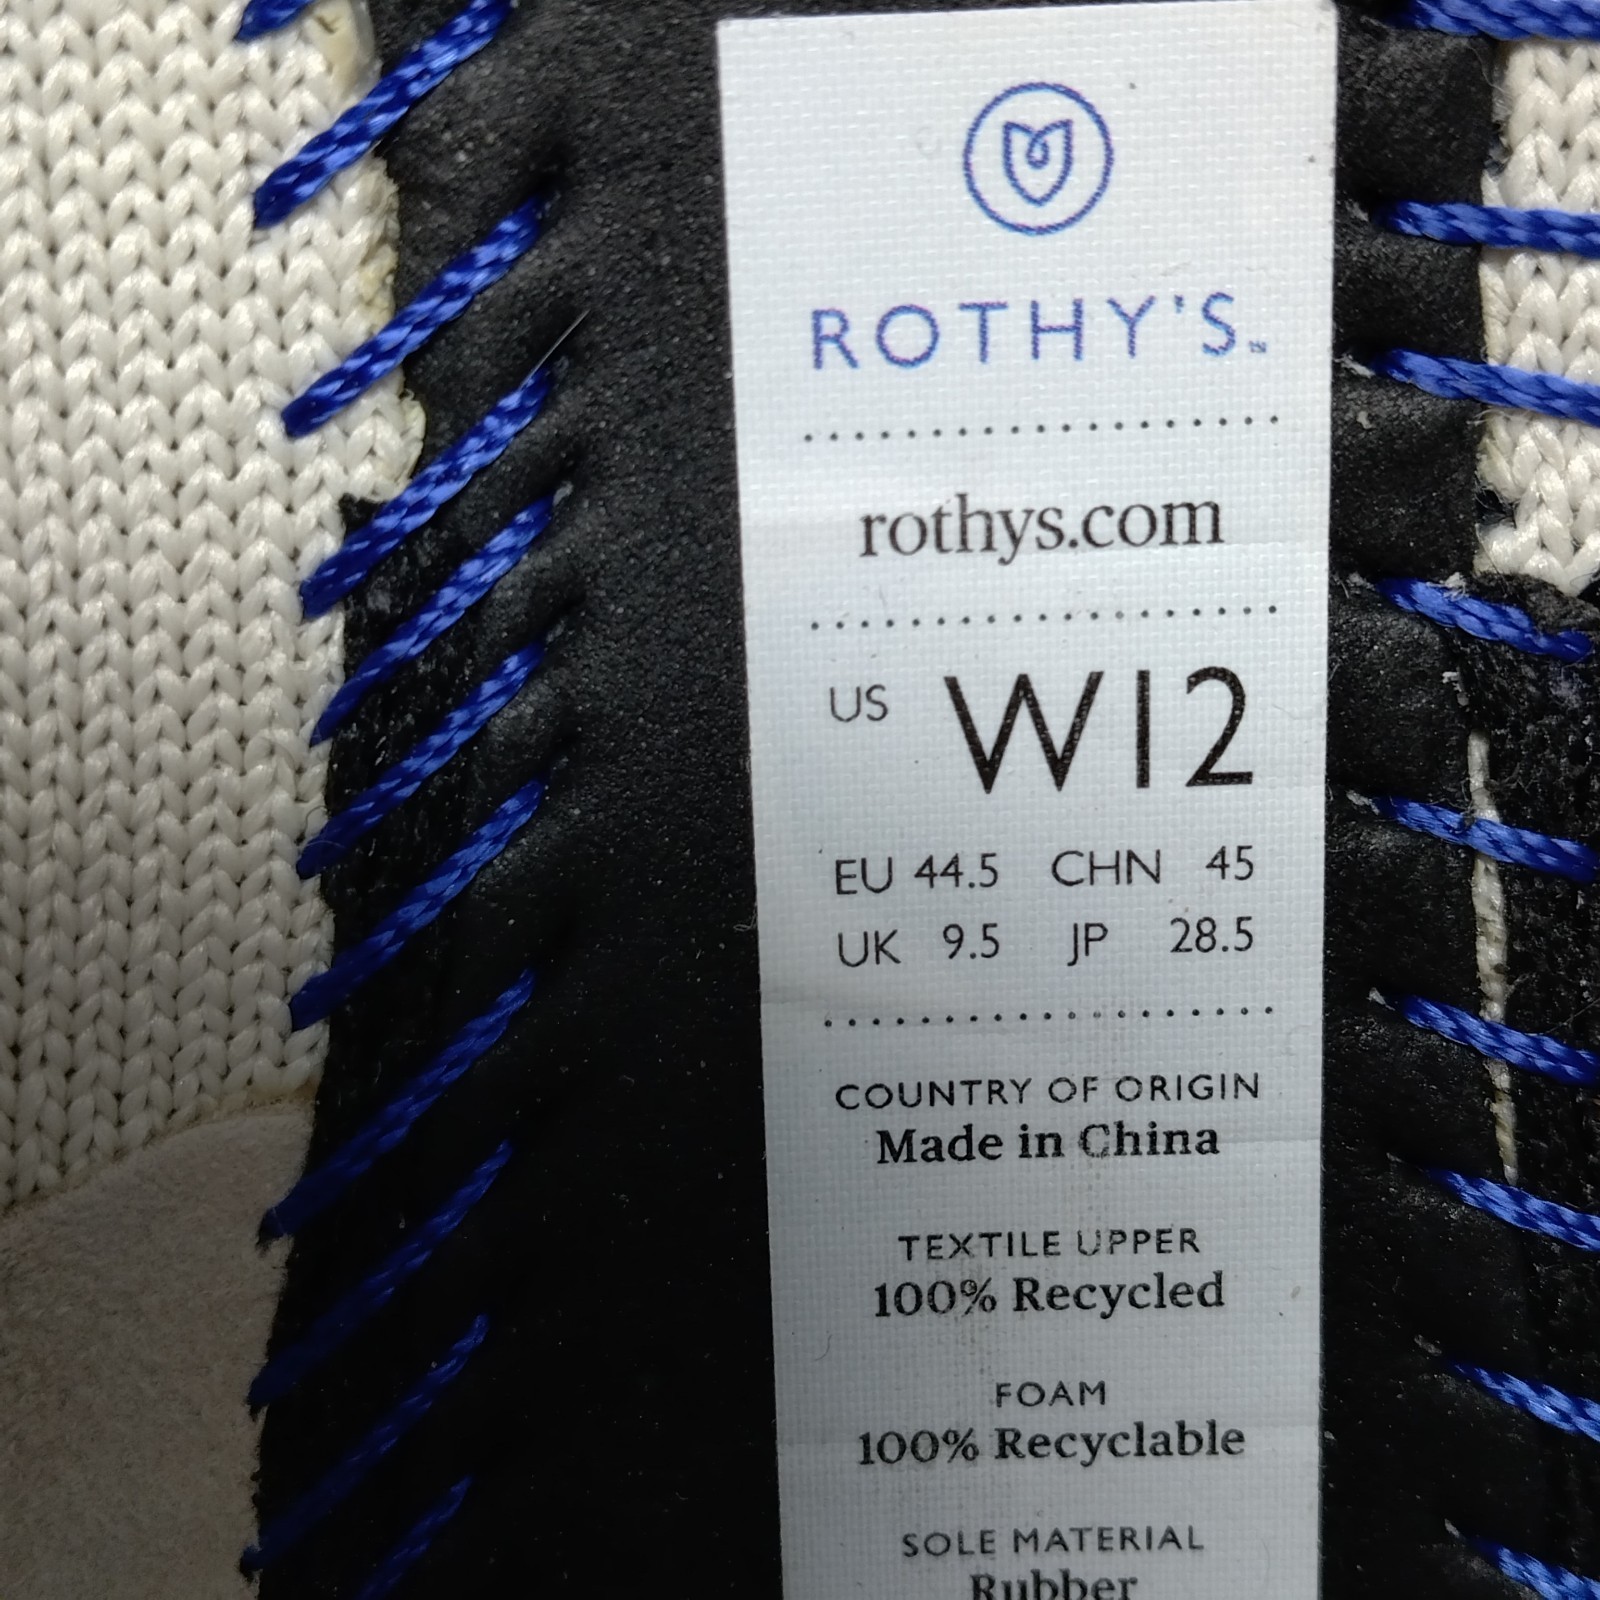 ROTHY'S™
rothys.com
US W12
EU 44.5 CHN 45
UK 9.5 JP 28.5
COUNTRY OF ORIGIN
Made in China
TEXTILE UPPER
100% Recycled
FOAM
100% Recyclable
SOLE MATERIAL
Rubber